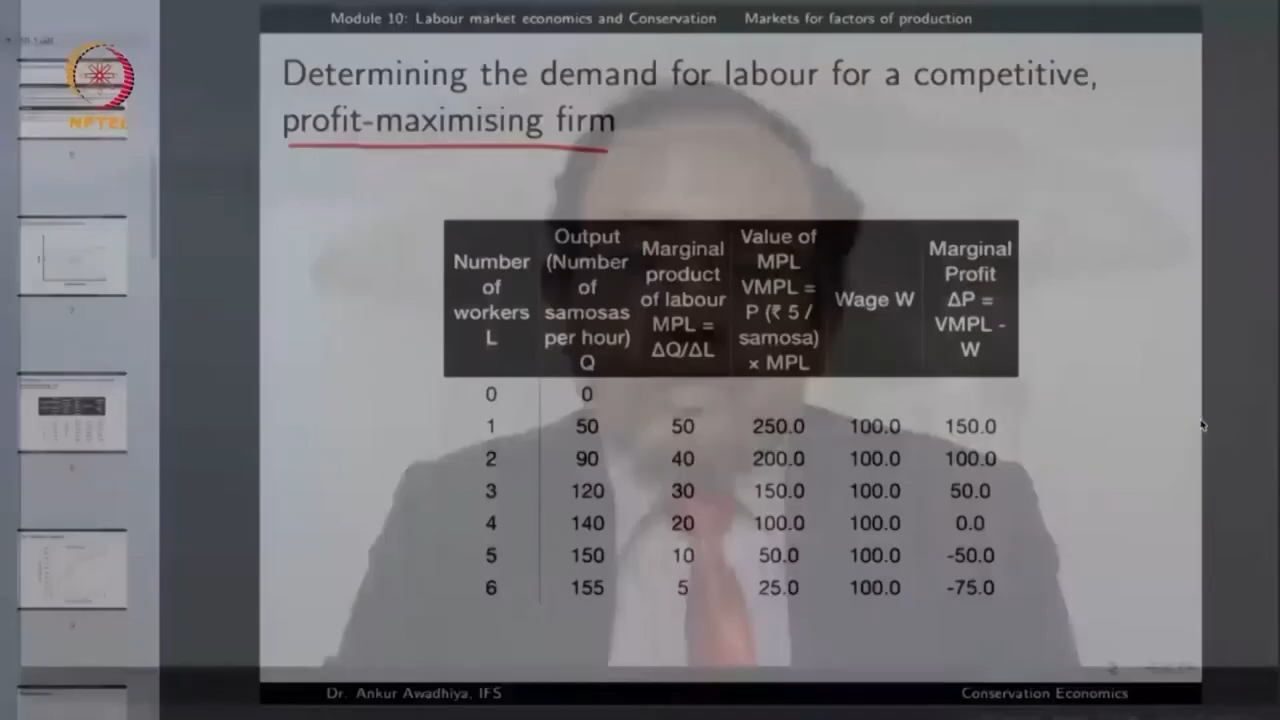 Module 10: Labour market economics and Conservation Markets for factors of production
NPTEL
Determining the demand for labour for a competitive,
profit-maximising firm
Number of workers L Output (Number of samosas per hour) Q Marginal product of labour MPL = ΔQ/ΔL Value of MPL VMPL = P (₹ 5 / samosa) × MPL Wage W Marginal Profit ΔP = VMPL - W
0 0
1 50 50 250.0 100.0 150.0
2 90 40 200.0 100.0 100.0
3 120 30 150.0 100.0 50.0
4 140 20 100.0 100.0 0.0
5 150 10 50.0 100.0 -50.0
6 155 5 25.0 100.0 -75.0
Dr. Ankur Awadhiya, IFS Conservation Economics